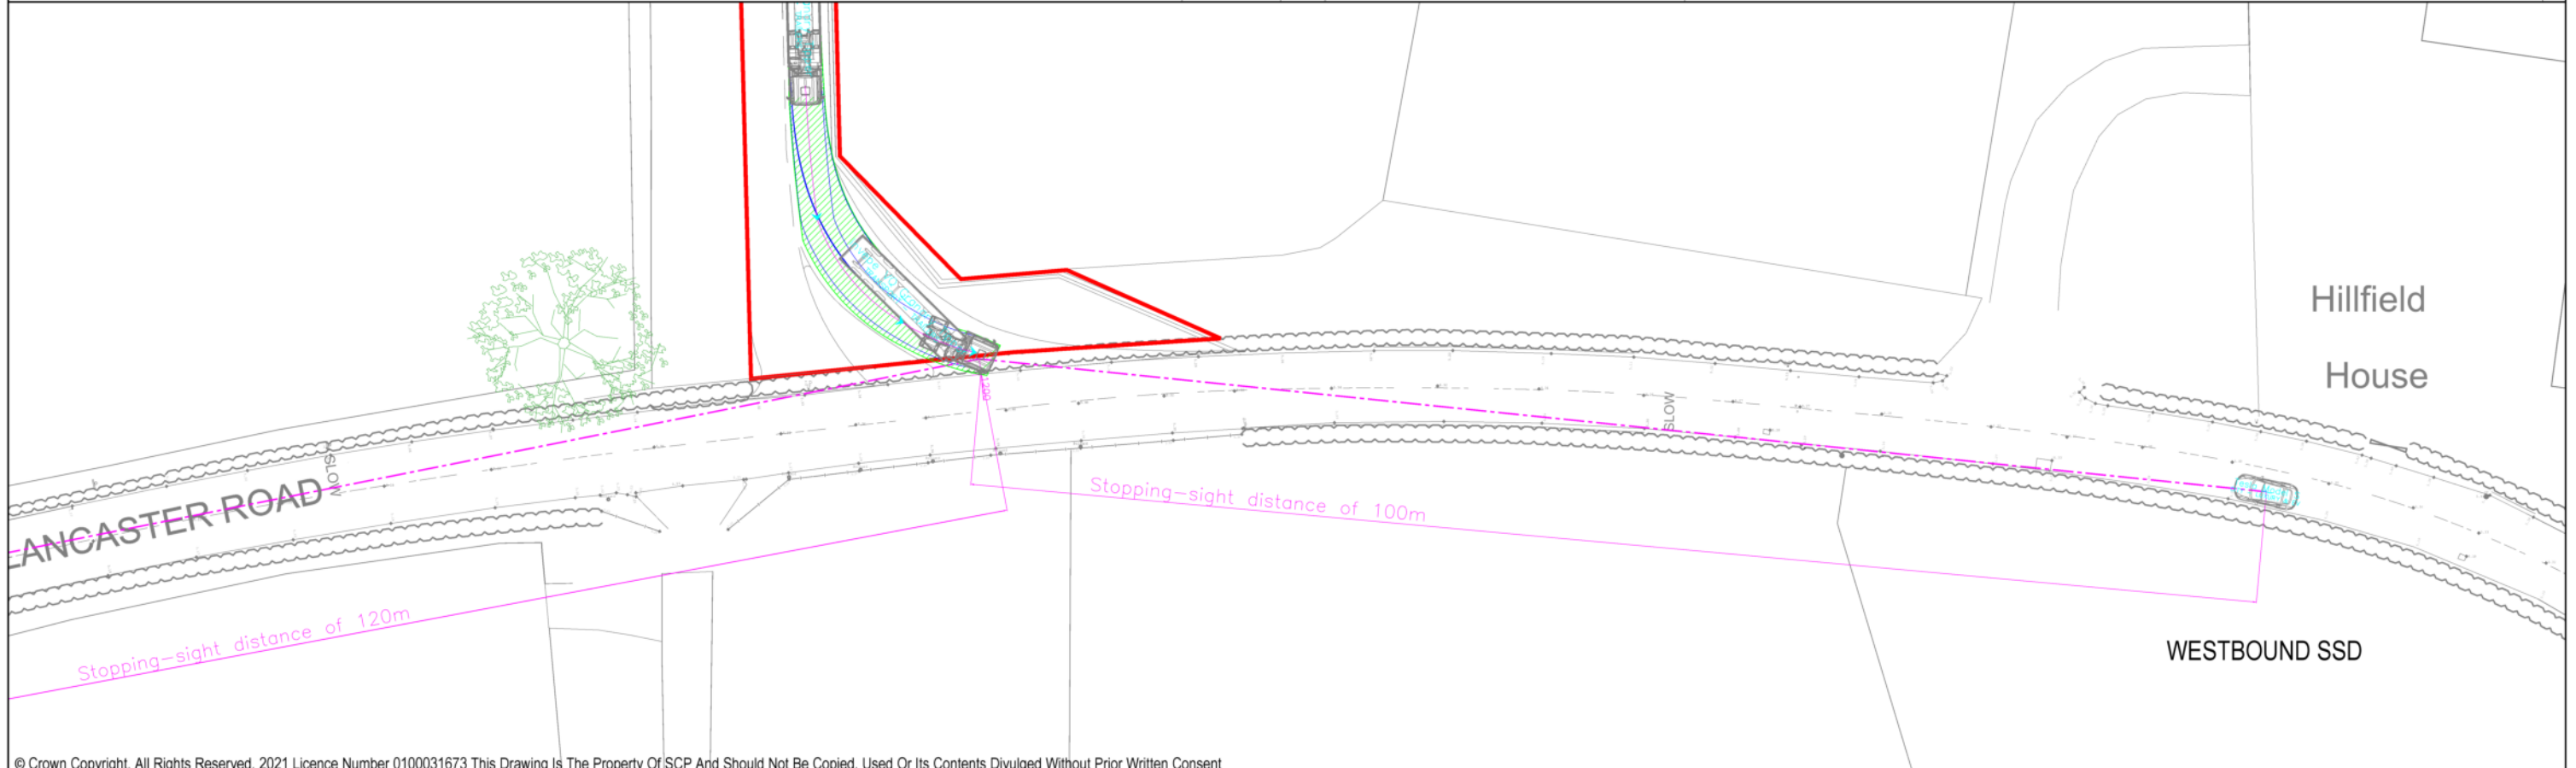 Hillfield
House
SLOW
SLOW
LANCASTER ROAD
Stopping-sight distance of 100m
Stopping-sight distance of 120m
WESTBOUND SSD
© Crown Copyright. All Rights Reserved. 2021 Licence Number 0100031673 This Drawing Is The Property Of SCP And Should Not Be Copied, Used Or Its Contents Divulged Without Prior Written Consent